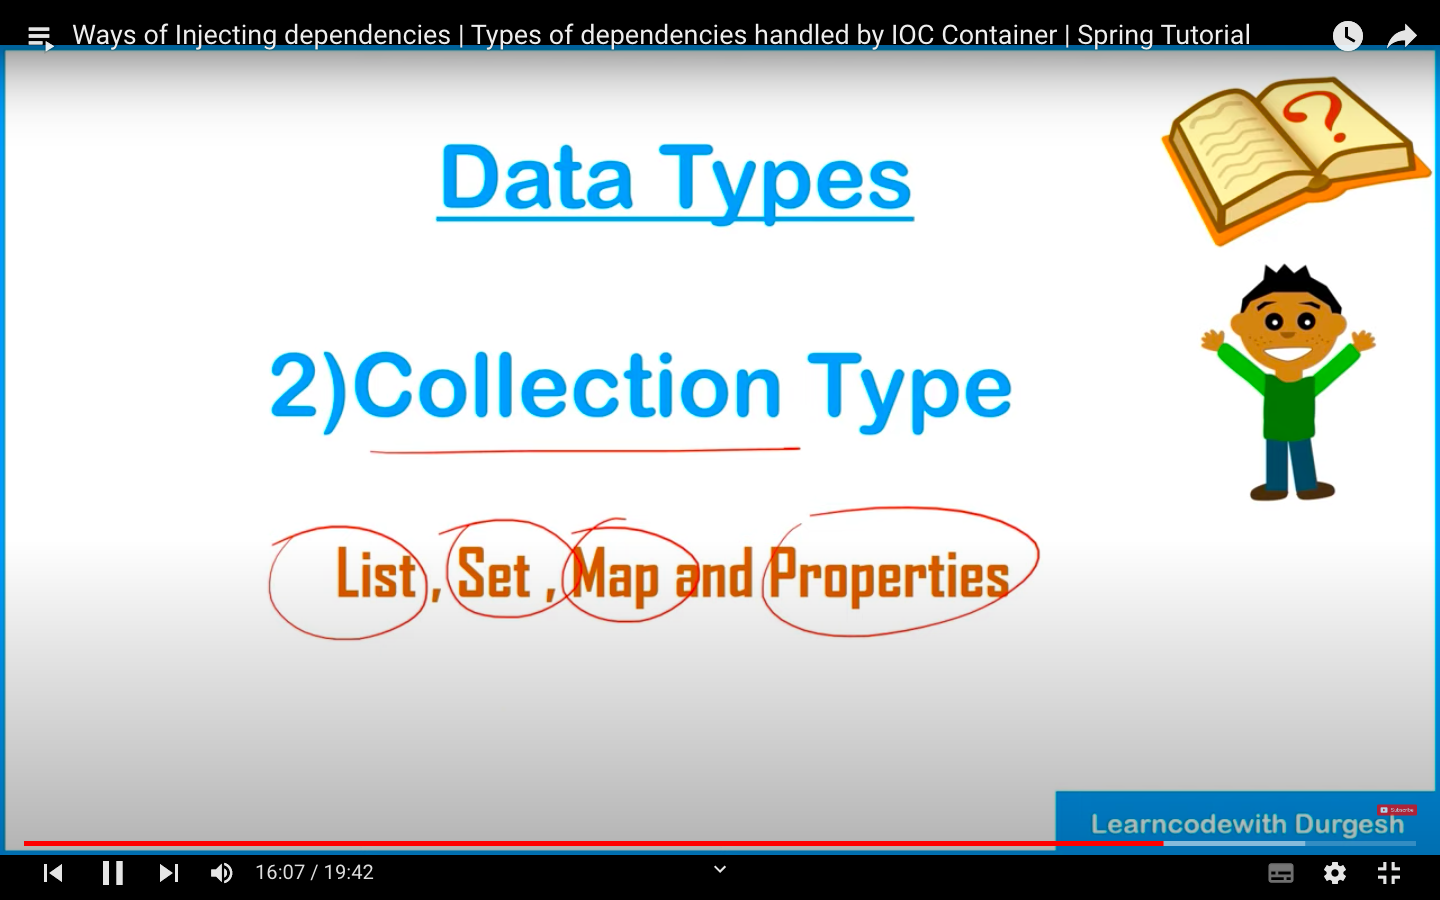 Ways of Injecting dependencies | Types of dependencies handled by IOC Container | Spring Tutorial
Data Types
?
2)Collection Type
List , Set , Map and Properties
Subscribe
Learncodewith Durgesh
16:07 / 19:42